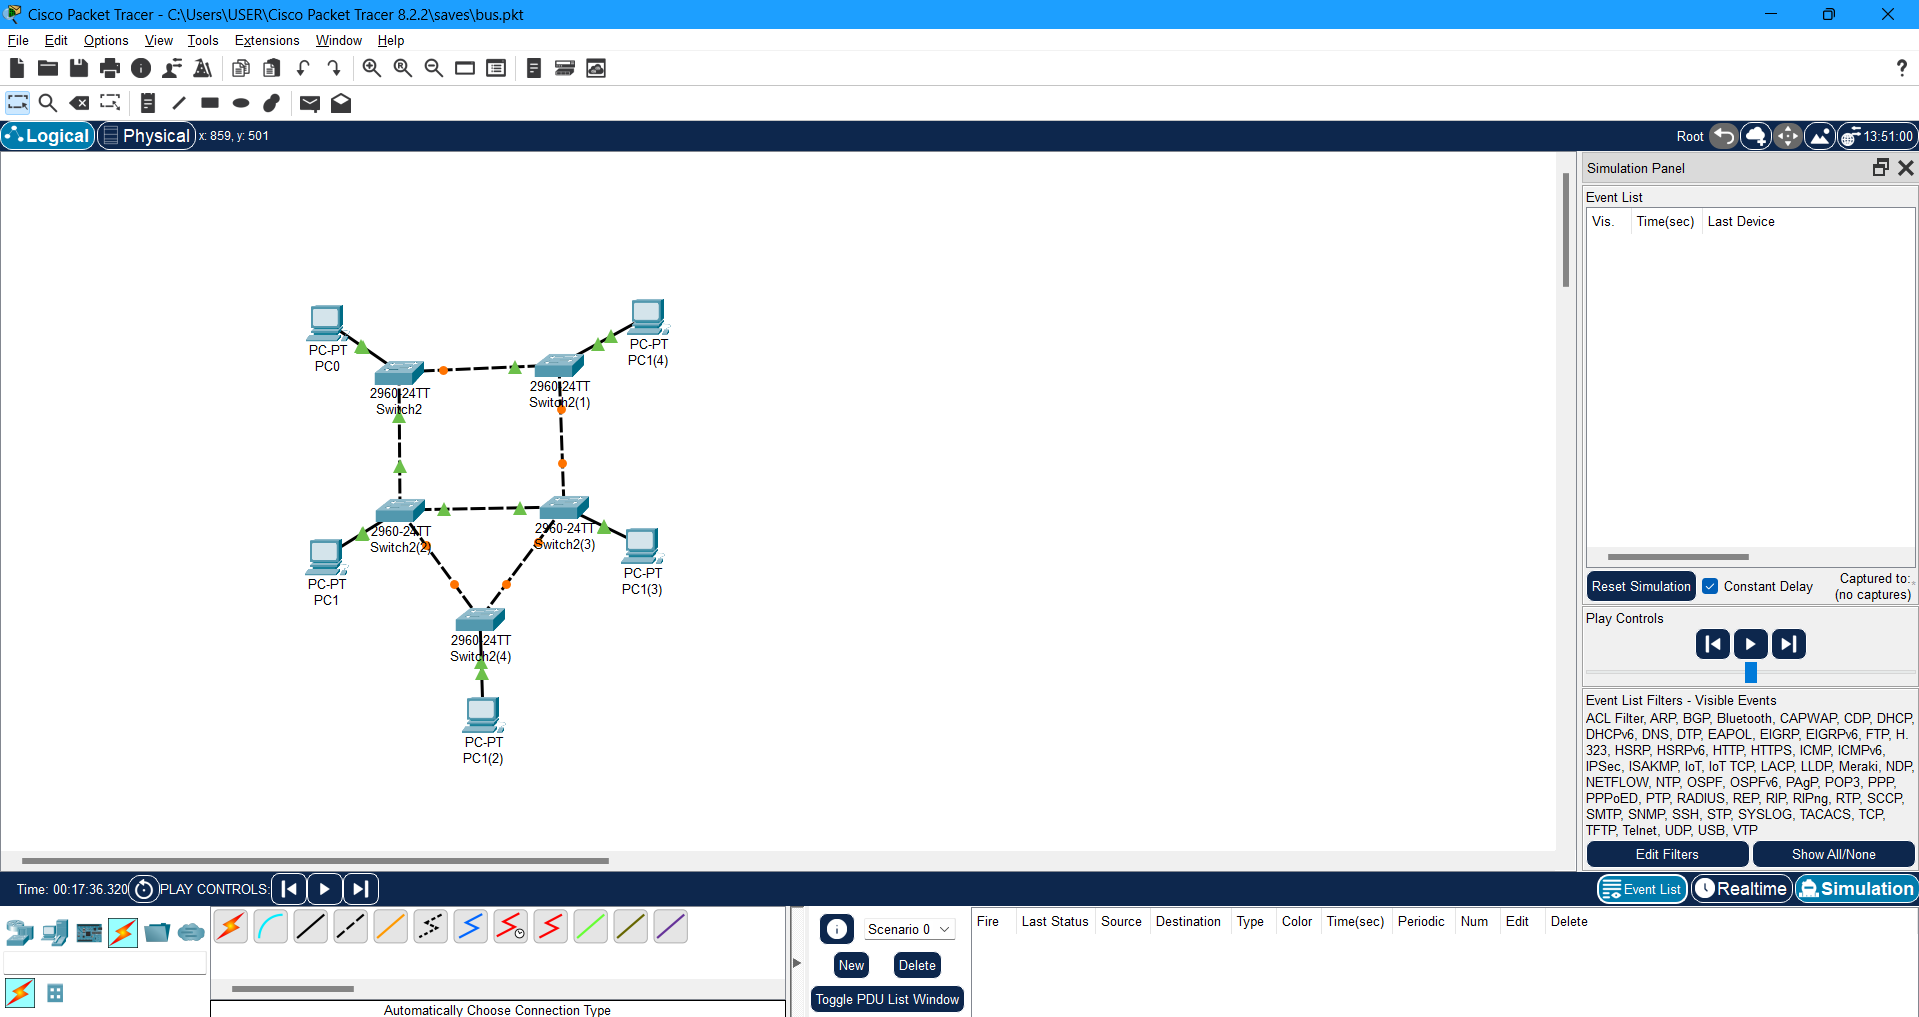 Cisco Packet Tracer - C:\Users\USER\Cisco Packet Tracer 8.2.2\saves\bus.pkt
File Edit Options View Tools Extensions Window Help
?
Logical Physical x: 859, y: 501 Root 13:51:00
Simulation Panel
Event List
Vis. Time(sec) Last Device
PC-PT
PC0
PC-PT
PC1(4)
2960-24TT
Switch2
2960-24TT
Switch2(1)
2960-24TT
Switch2(2)
2960-24TT
Switch2(3)
PC-PT
PC1
PC-PT
PC1(3)
2960-24TT
Switch2(4)
PC-PT
PC1(2)
Reset Simulation Constant Delay Captured to:
(no captures)
Play Controls
Event List Filters - Visible Events
ACL Filter, ARP, BGP, Bluetooth, CAPWAP, CDP, DHCP,
DHCPv6, DNS, DTP, EAPOL, EIGRP, EIGRPv6, FTP, H.
323, HSRP, HSRPv6, HTTP, HTTPS, ICMP, ICMPv6,
IPSec, ISAKMP, IoT, IoT TCP, LACP, LLDP, Meraki, NDP,
NETFLOW, NTP, OSPF, OSPFv6, PAgP, POP3, PPP,
PPPoED, PTP, RADIUS, REP, RIP, RIPng, RTP, SCCP,
SMTP, SNMP, SSH, STP, SYSLOG, TACACS, TCP,
TFTP, Telnet, UDP, USB, VTP
Edit Filters Show All/None
Time: 00:17:36.320 PLAY CONTROLS: Event List Realtime Simulation
Scenario 0
New Delete
Toggle PDU List Window
Fire Last Status Source Destination Type Color Time(sec) Periodic Num Edit Delete
Automatically Choose Connection Type